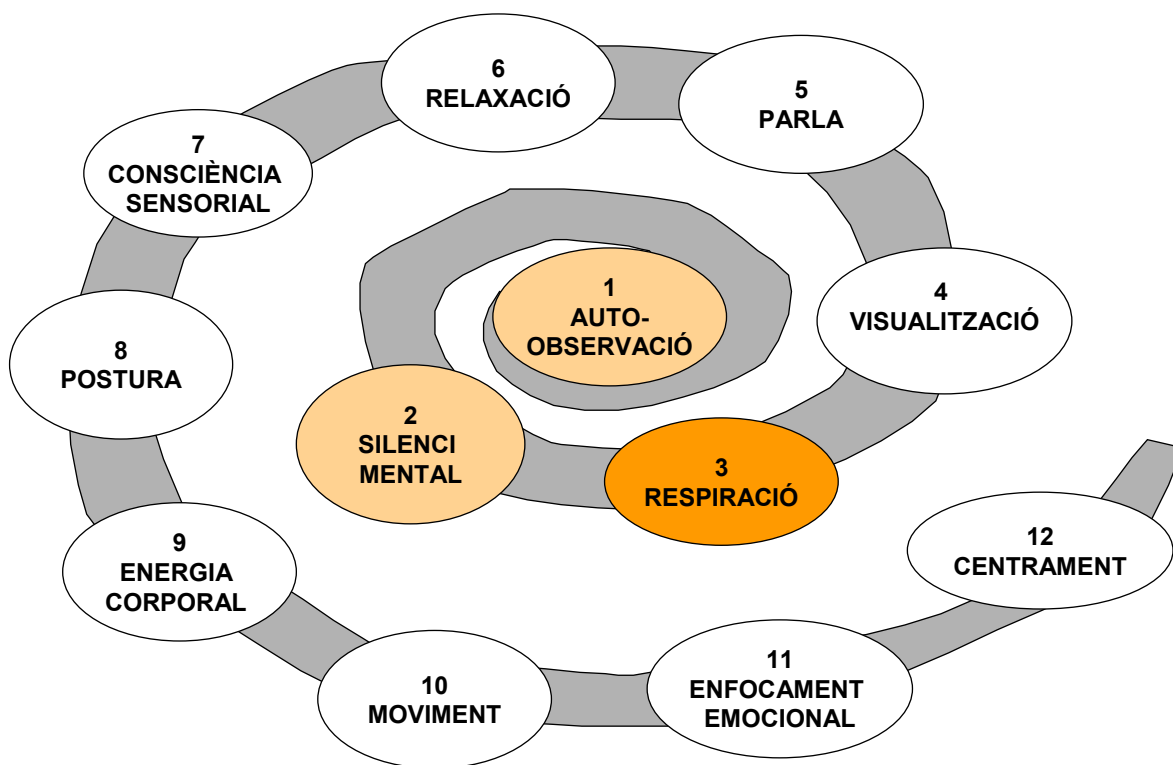 1
AUTO-
OBSERVACIÓ
2
SILENCI
MENTAL
3
RESPIRACIÓ
4
VISUALITZACIÓ
5
PARLA
6
RELAXACIÓ
7
CONSCIÈNCIA
SENSORIAL
8
POSTURA
9
ENERGIA
CORPORAL
10
MOVIMENT
11
ENFOCAMENT
EMOCIONAL
12
CENTRAMENT